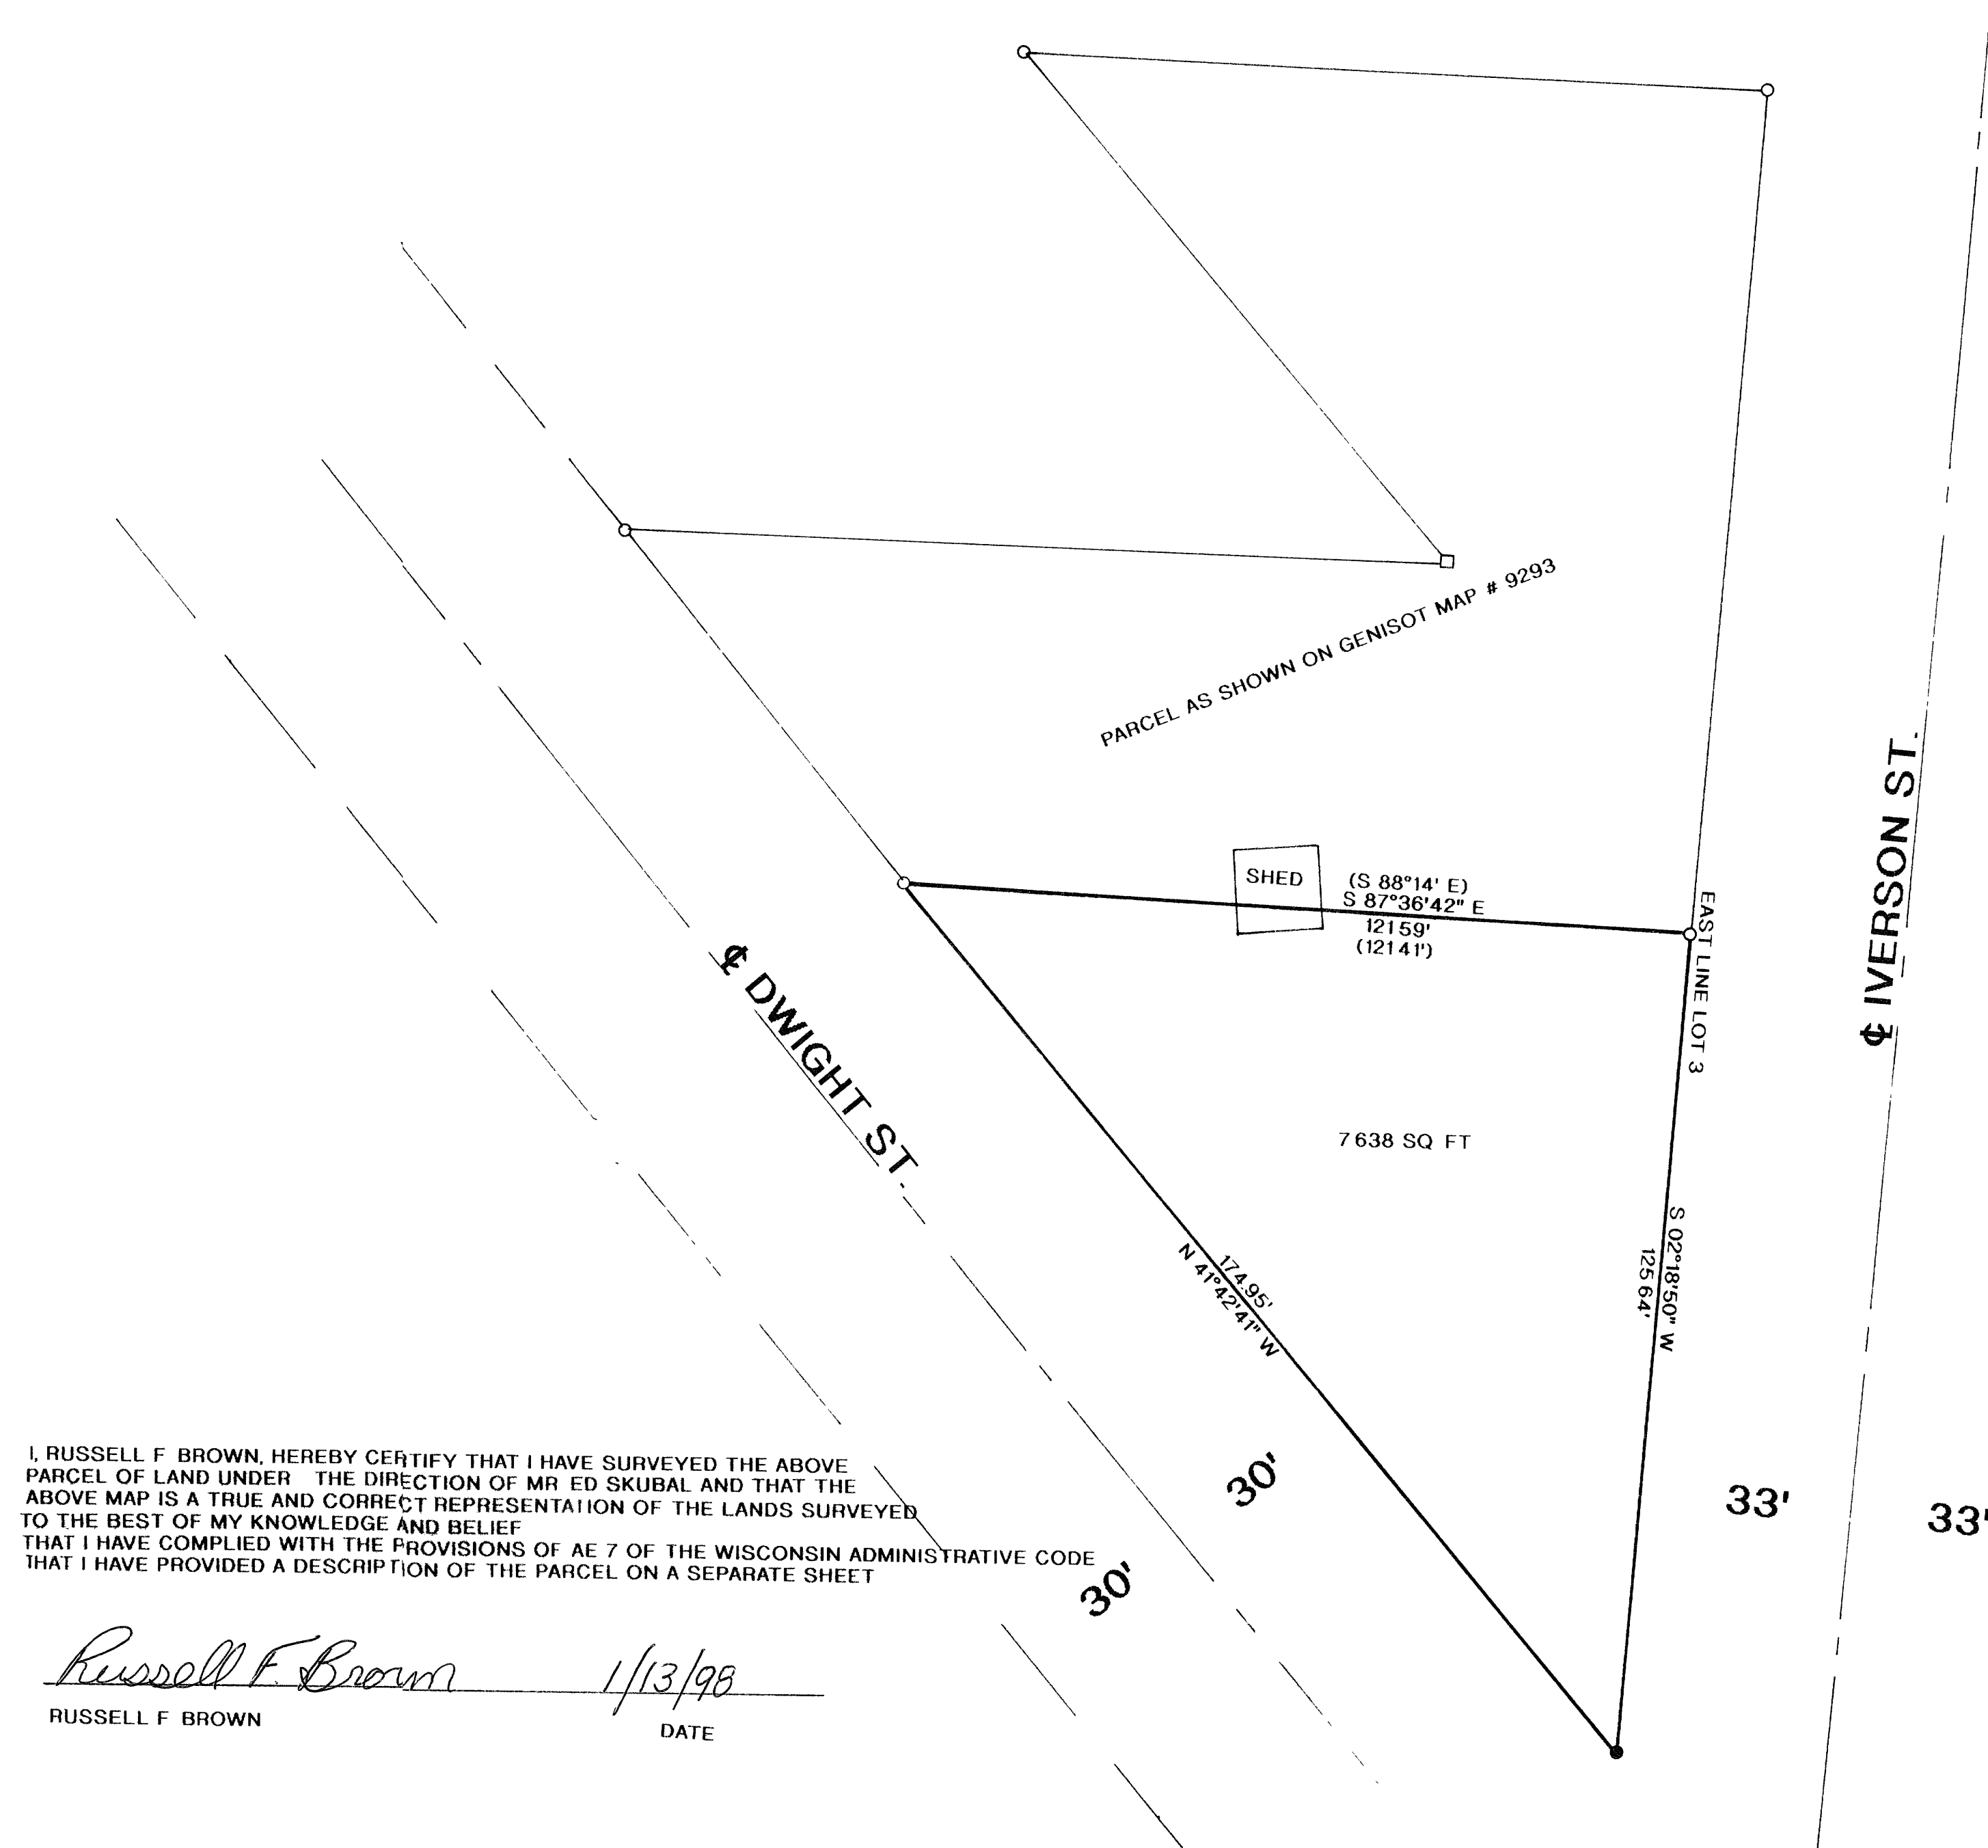 PARCEL AS SHOWN ON GENISOT MAP # 9293
SHED
(S 88°14' E)
S 87°36'42" E
121 59'
(121 41')
EAST LINE LOT 3
℄ IVERSON ST.
℄ DWIGHT ST.
7 638 SQ FT
S 02°18'50" W
125 64'
174.95'
N 41°42'41" W
30'
30'
33'
33'
I, RUSSELL F BROWN, HEREBY CERTIFY THAT I HAVE SURVEYED THE ABOVE
PARCEL OF LAND UNDER THE DIRECTION OF MR ED SKUBAL AND THAT THE
ABOVE MAP IS A TRUE AND CORRECT REPRESENTATION OF THE LANDS SURVEYED
TO THE BEST OF MY KNOWLEDGE AND BELIEF
THAT I HAVE COMPLIED WITH THE PROVISIONS OF AE 7 OF THE WISCONSIN ADMINISTRATIVE CODE
THAT I HAVE PROVIDED A DESCRIPTION OF THE PARCEL ON A SEPARATE SHEET
Russell F. Brown 1/13/98
RUSSELL F BROWN
DATE